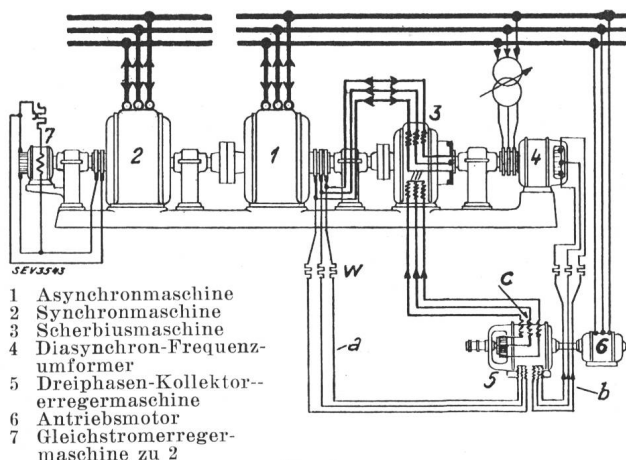 3
7
2
1
4
SEV3543
W
C
a
5
6
b
1 Asynchronmaschine
2 Synchronmaschine
3 Scherbiusmaschine
4 Diasynchron-Frequenz-
umformer
5 Dreiphasen-Kollektor--
erregermaschine
6 Antriebsmotor
7 Gleichstromerreger-
maschine zu 2